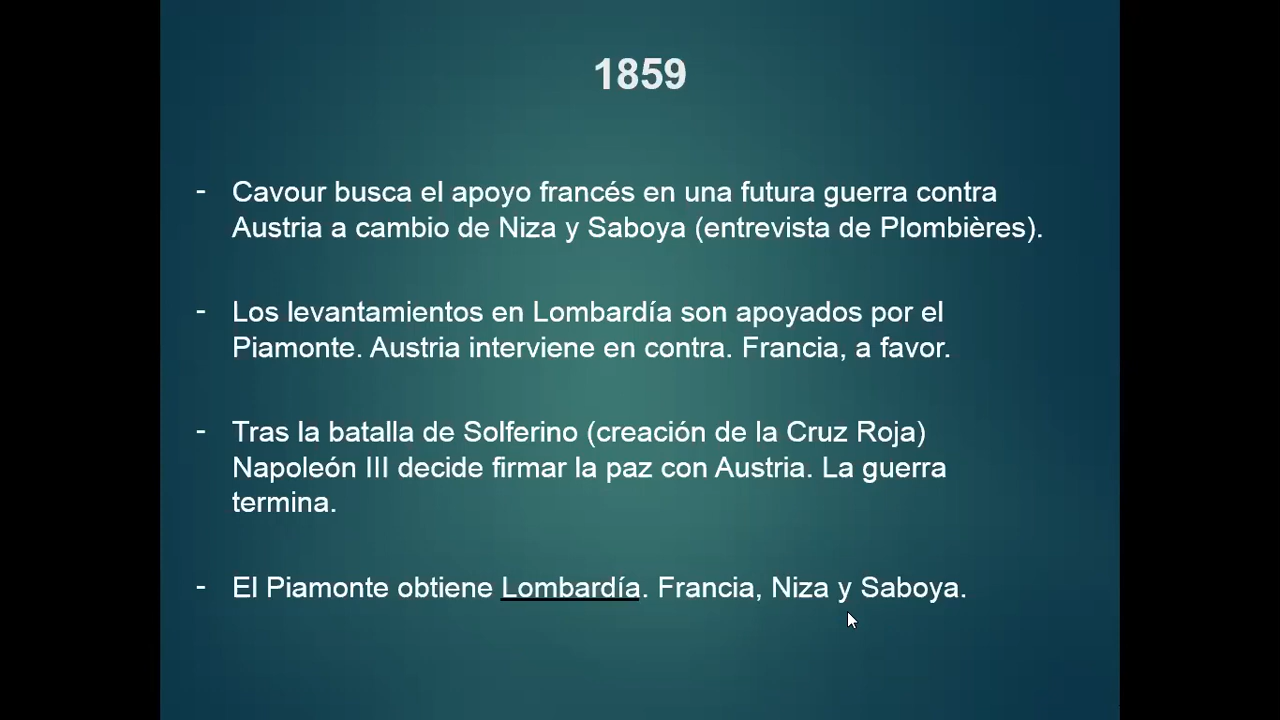 1859
- Cavour busca el apoyo francés en una futura guerra contra
Austria a cambio de Niza y Saboya (entrevista de Plombières).
- Los levantamientos en Lombardía son apoyados por el
Piamonte. Austria interviene en contra. Francia, a favor.
- Tras la batalla de Solferino (creación de la Cruz Roja)
Napoleón III decide firmar la paz con Austria. La guerra
termina.
- El Piamonte obtiene Lombardía. Francia, Niza y Saboya.